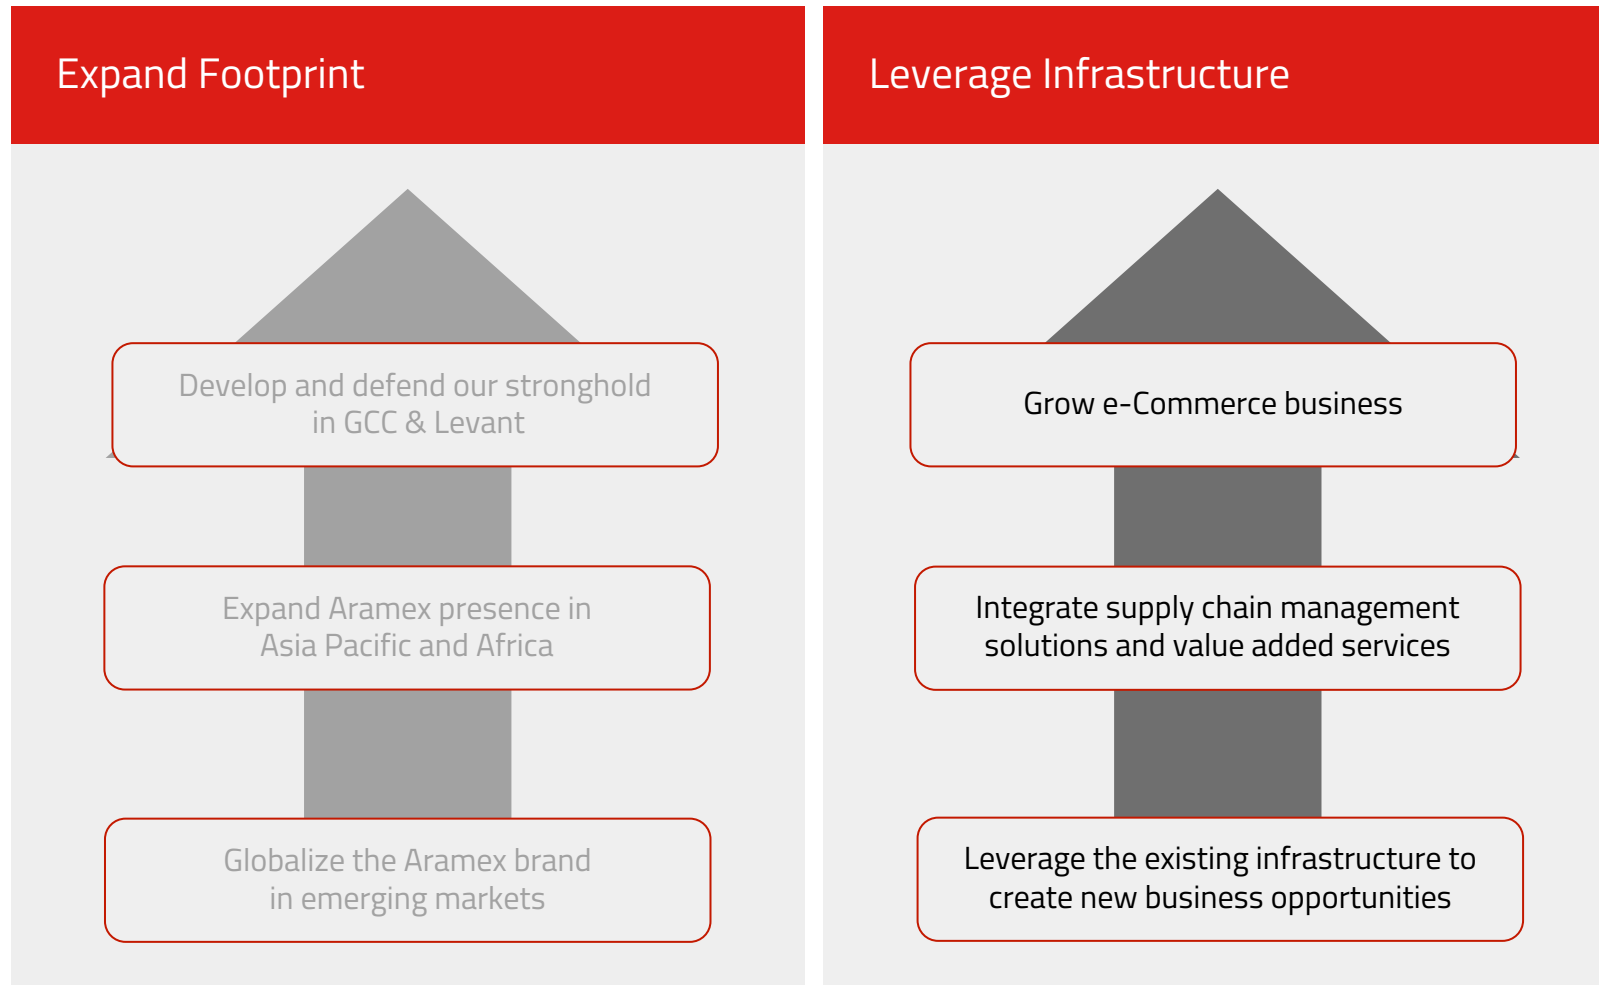 Expand Footprint
Develop and defend our stronghold
in GCC & Levant
Expand Aramex presence in
Asia Pacific and Africa
Globalize the Aramex brand
in emerging markets
Leverage Infrastructure
Grow e-Commerce business
Integrate supply chain management
solutions and value added services
Leverage the existing infrastructure to
create new business opportunities